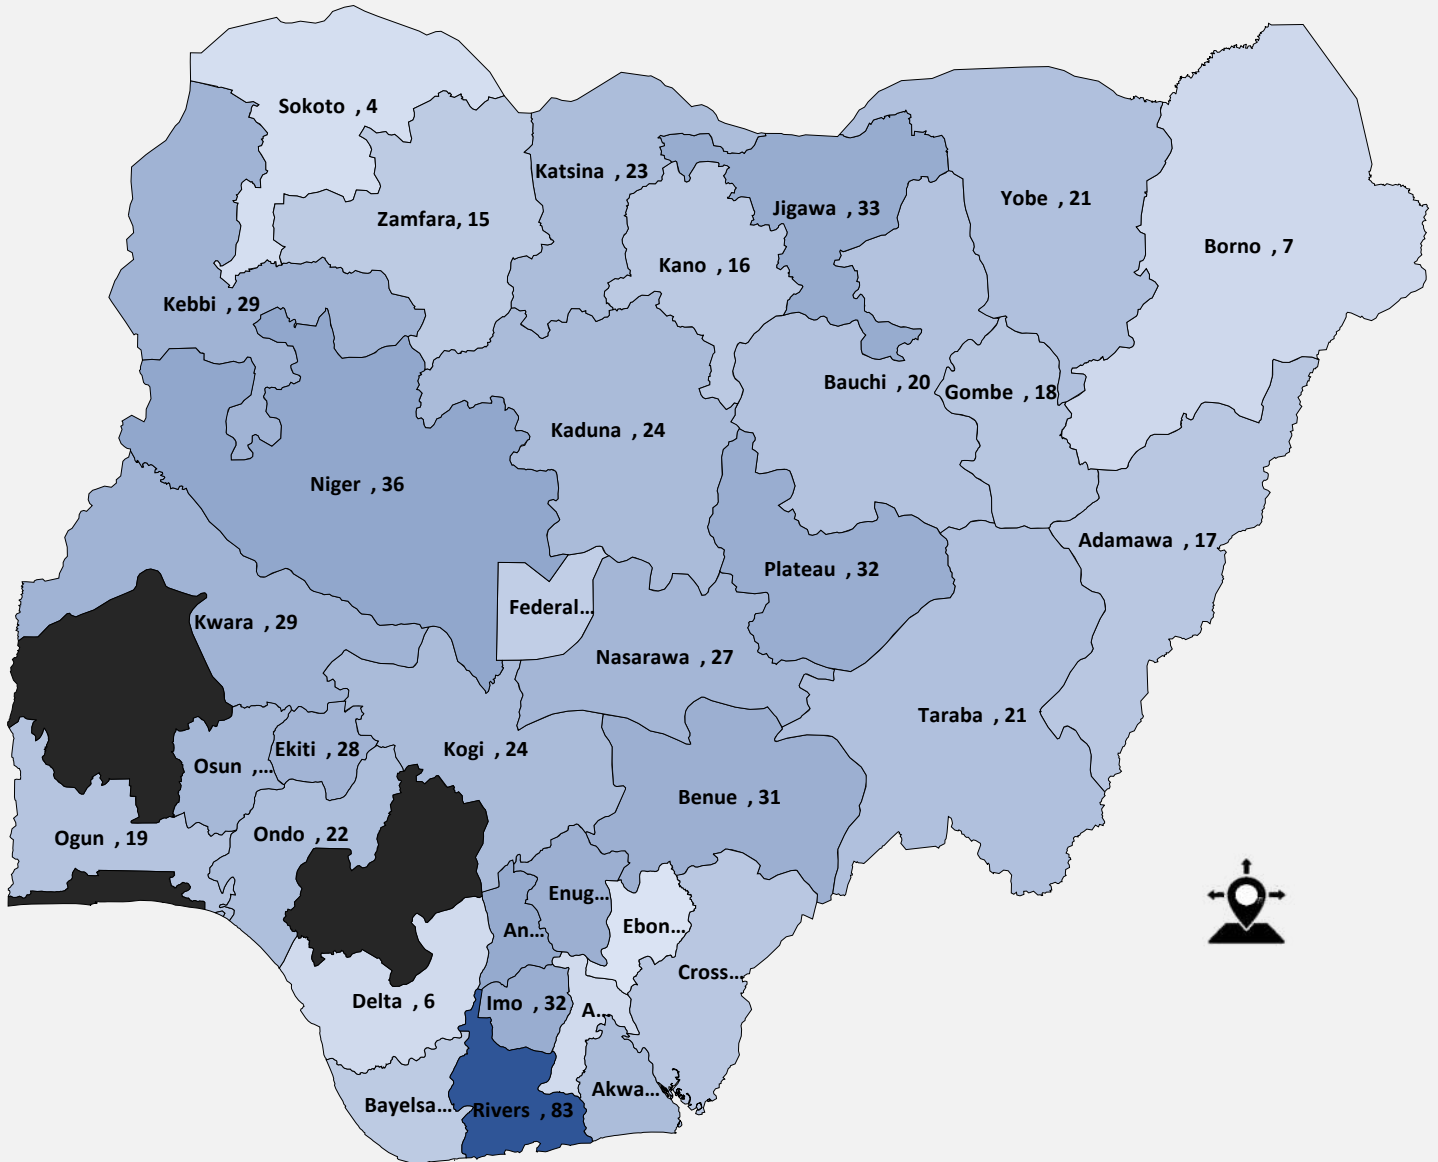 Sokoto , 4
Katsina , 23
Zamfara, 15
Jigawa , 33
Yobe , 21
Borno , 7
Kano , 16
Kebbi , 29
Bauchi , 20
Gombe , 18
Kaduna , 24
Niger , 36
Adamawa , 17
Plateau , 32
Federal...
Kwara , 29
Nasarawa , 27
Taraba , 21
Ekiti , 28
Kogi , 24
Osun ,...
Benue , 31
Ogun , 19
Ondo , 22
Enug...
Ebon...
An...
Cross...
Delta , 6
Imo , 32
A...
Akwa...
Bayelsa...
Rivers , 83